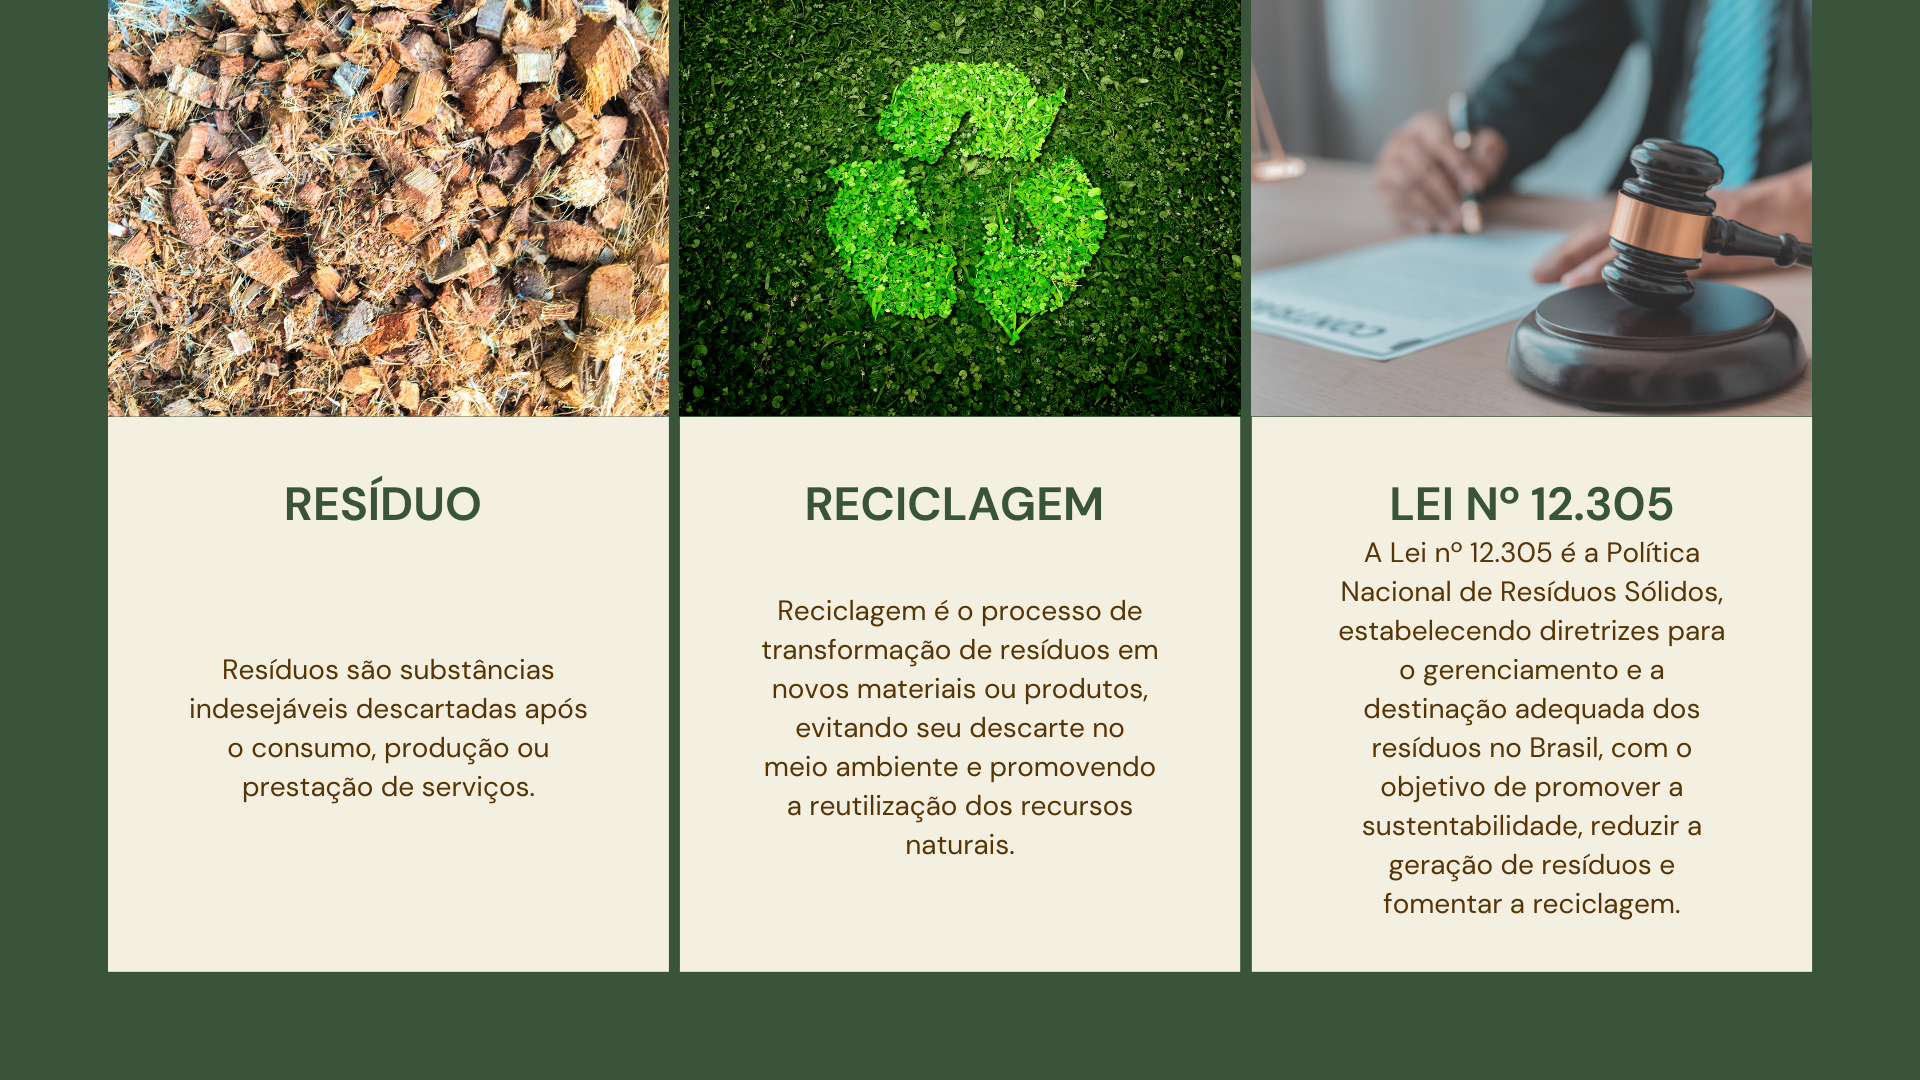 RESÍDUO
Resíduos são substâncias
indesejáveis descartadas após
o consumo, produção ou
prestação de serviços.
RECICLAGEM
Reciclagem é o processo de
transformação de resíduos em
novos materiais ou produtos,
evitando seu descarte no
meio ambiente e promovendo
a reutilização dos recursos
naturais.
LEI Nº 12.305
A Lei nº 12.305 é a Política
Nacional de Resíduos Sólidos,
estabelecendo diretrizes para
o gerenciamento e a
destinação adequada dos
resíduos no Brasil, com o
objetivo de promover a
sustentabilidade, reduzir a
geração de resíduos e
fomentar a reciclagem.